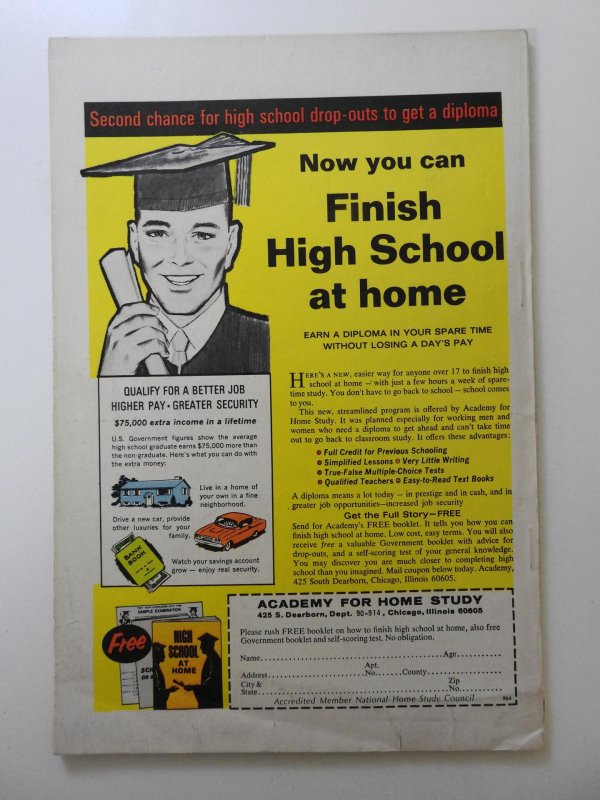 Second chance for high school drop-outs to get a diploma
Now you can
Finish
High School
at home
EARN A DIPLOMA IN YOUR SPARE TIME
WITHOUT LOSING A DAY'S PAY
HERE'S A NEW, easier way for anyone over 17 to finish high
school at home — with just a few hours a week of spare-
time study. You don't have to go back to school — school comes
to you.
This new, streamlined program is offered by Academy for
Home Study. It was planned especially for working men and
women who need a diploma to get ahead and can't take time
out to go back to classroom study. It offers these advantages:
• Full Credit for Previous Schooling
• Simplified Lessons • Very Little Writing
• True-False Multiple-Choice Tests
• Qualified Teachers • Easy-to-Read Text Books
A diploma means a lot today — in prestige and in cash, and in
greater job opportunities—increased job security
Get the Full Story—FREE
Send for Academy's FREE booklet. It tells you how you can
finish high school at home. Low cost, easy terms. You will also
receive free a valuable Government booklet with advice for
drop-outs, and a self-scoring test of your general knowledge.
You may discover you are much closer to completing high
school than you imagined. Mail coupon below today. Academy,
425 South Dearborn, Chicago, Illinois 60605.
QUALIFY FOR A BETTER JOB
HIGHER PAY • GREATER SECURITY
$75,000 extra income in a lifetime
U.S. Government figures show the average
high school graduate earns $75,000 more than
the non-graduate. Here's what you can do with
the extra money:
Live in a home of
your own in a fine
neighborhood.
Drive a new car, provide
other luxuries for your
family.
BANK
BOOK
Watch your savings account
grow — enjoy real security.
SAMPLE EXAMINATION
Free
HIGH
SCHOOL
AT
HOME
ACADEMY FOR HOME STUDY
425 S. Dearborn, Dept. 90-914, Chicago, Illinois 60605
Please rush FREE booklet on how to finish high school at home, also free
Government booklet and self-scoring test. No obligation.
Name Age
Apt.
Address No. County
City & Zip
State No.
Accredited Member National Home Study Council